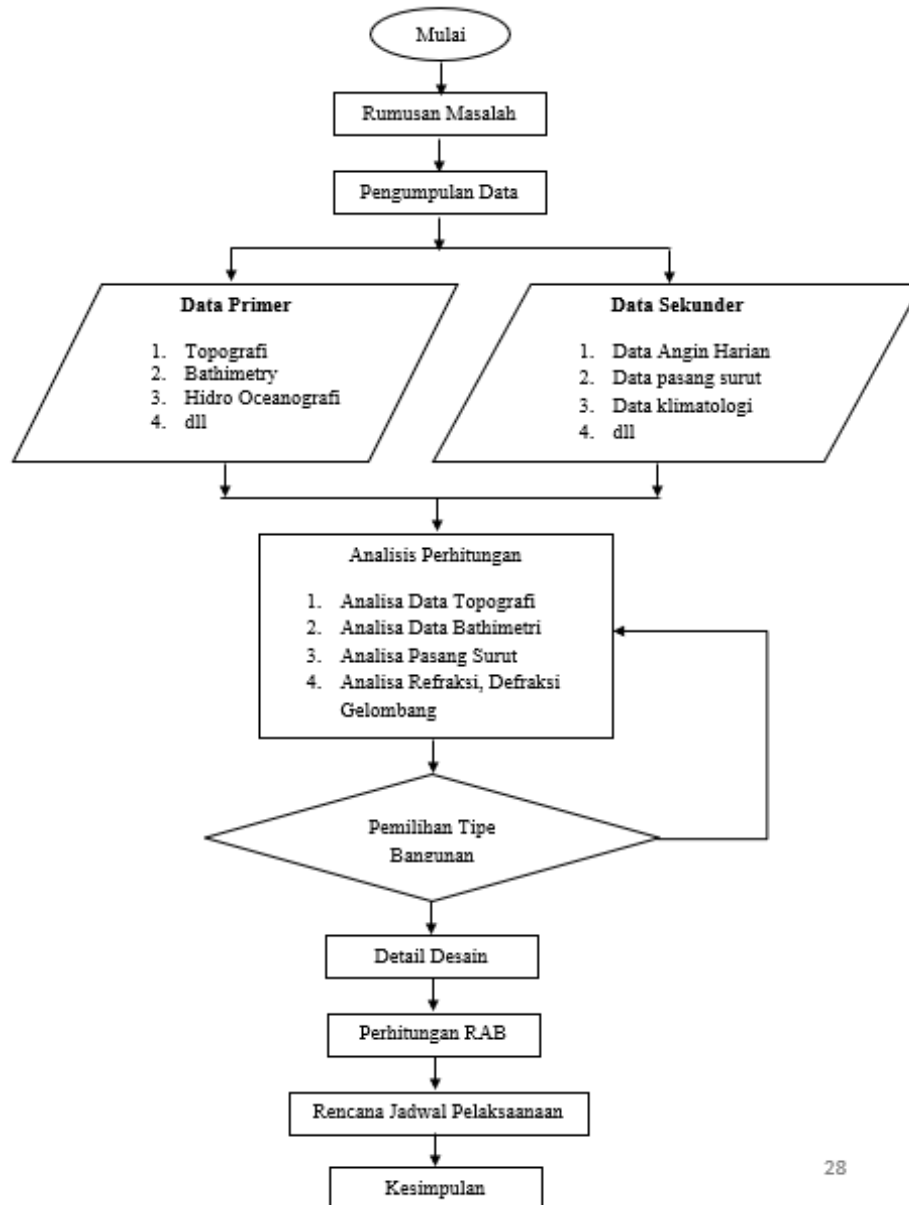 Mulai
Rumusan Masalah
Pengumpulan Data
Data Primer
1. Topografi
2. Bathimetry
3. Hidro Oceanografi
4. dll
Data Sekunder
1. Data Angin Harian
2. Data pasang surut
3. Data klimatologi
4. dll
Analisis Perhitungan
1. Analisa Data Topografi
2. Analisa Data Bathimetri
3. Analisa Pasang Surut
4. Analisa Refraksi, Defraksi
Gelombang
Pemilihan Tipe
Bangunan
Detail Desain
Perhitungan RAB
Rencana Jadwal Pelaksaanaan
Kesimpulan
28